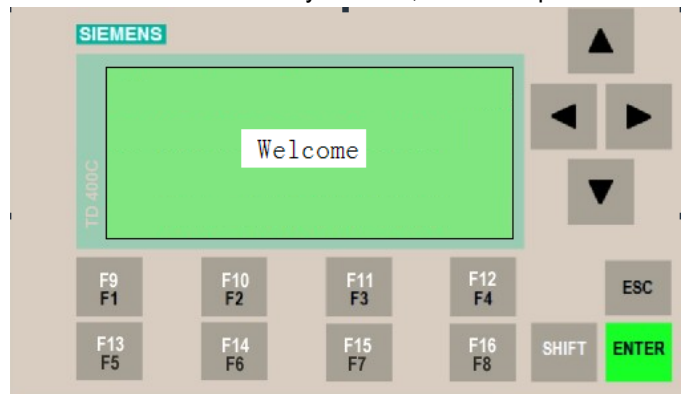 SIEMENS
Welcome
TD 400C
F9 F10 F11 F12
F1 F2 F3 F4 ESC
F13 F14 F15 F16
F5 F6 F7 F8 SHIFT ENTER